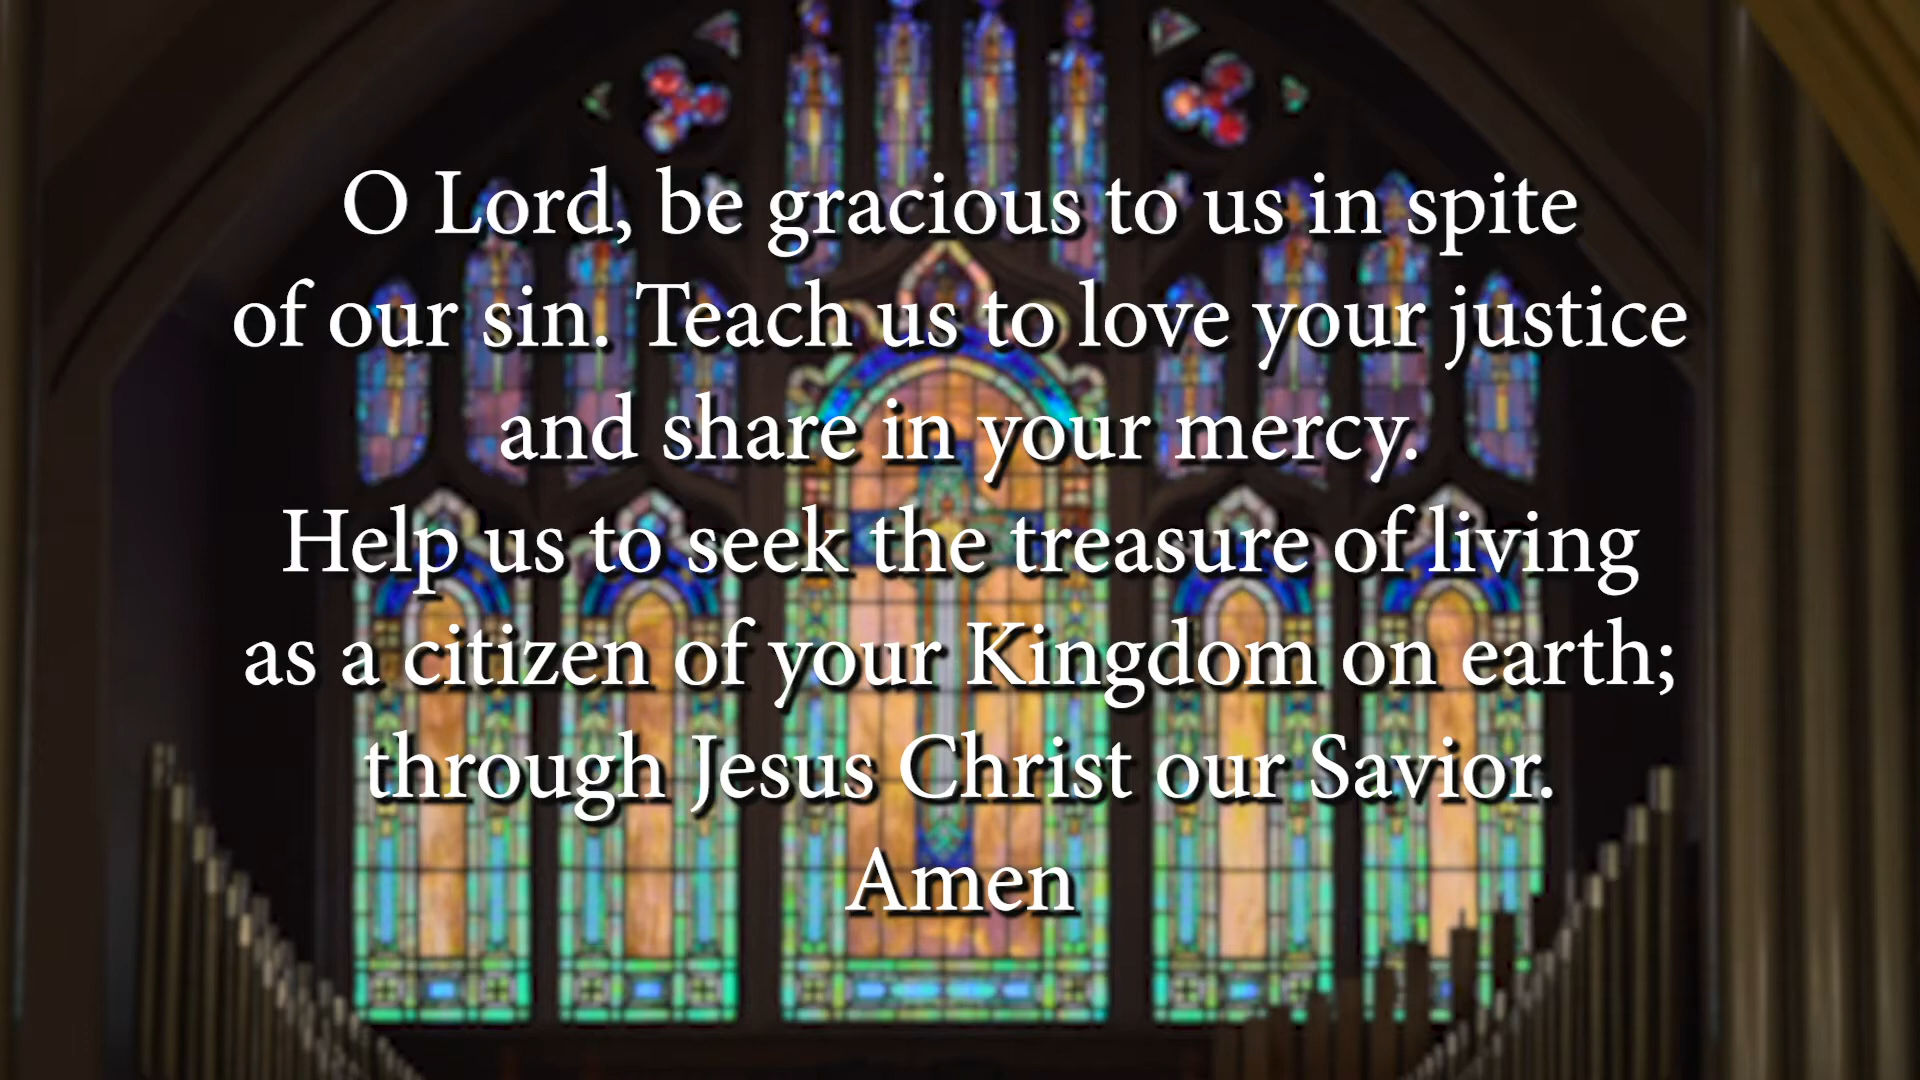 O Lord, be gracious to us in spite
of our sin. Teach us to love your justice
and share in your mercy.
Help us to seek the treasure of living
as a citizen of your Kingdom on earth;
through Jesus Christ our Savior.
Amen